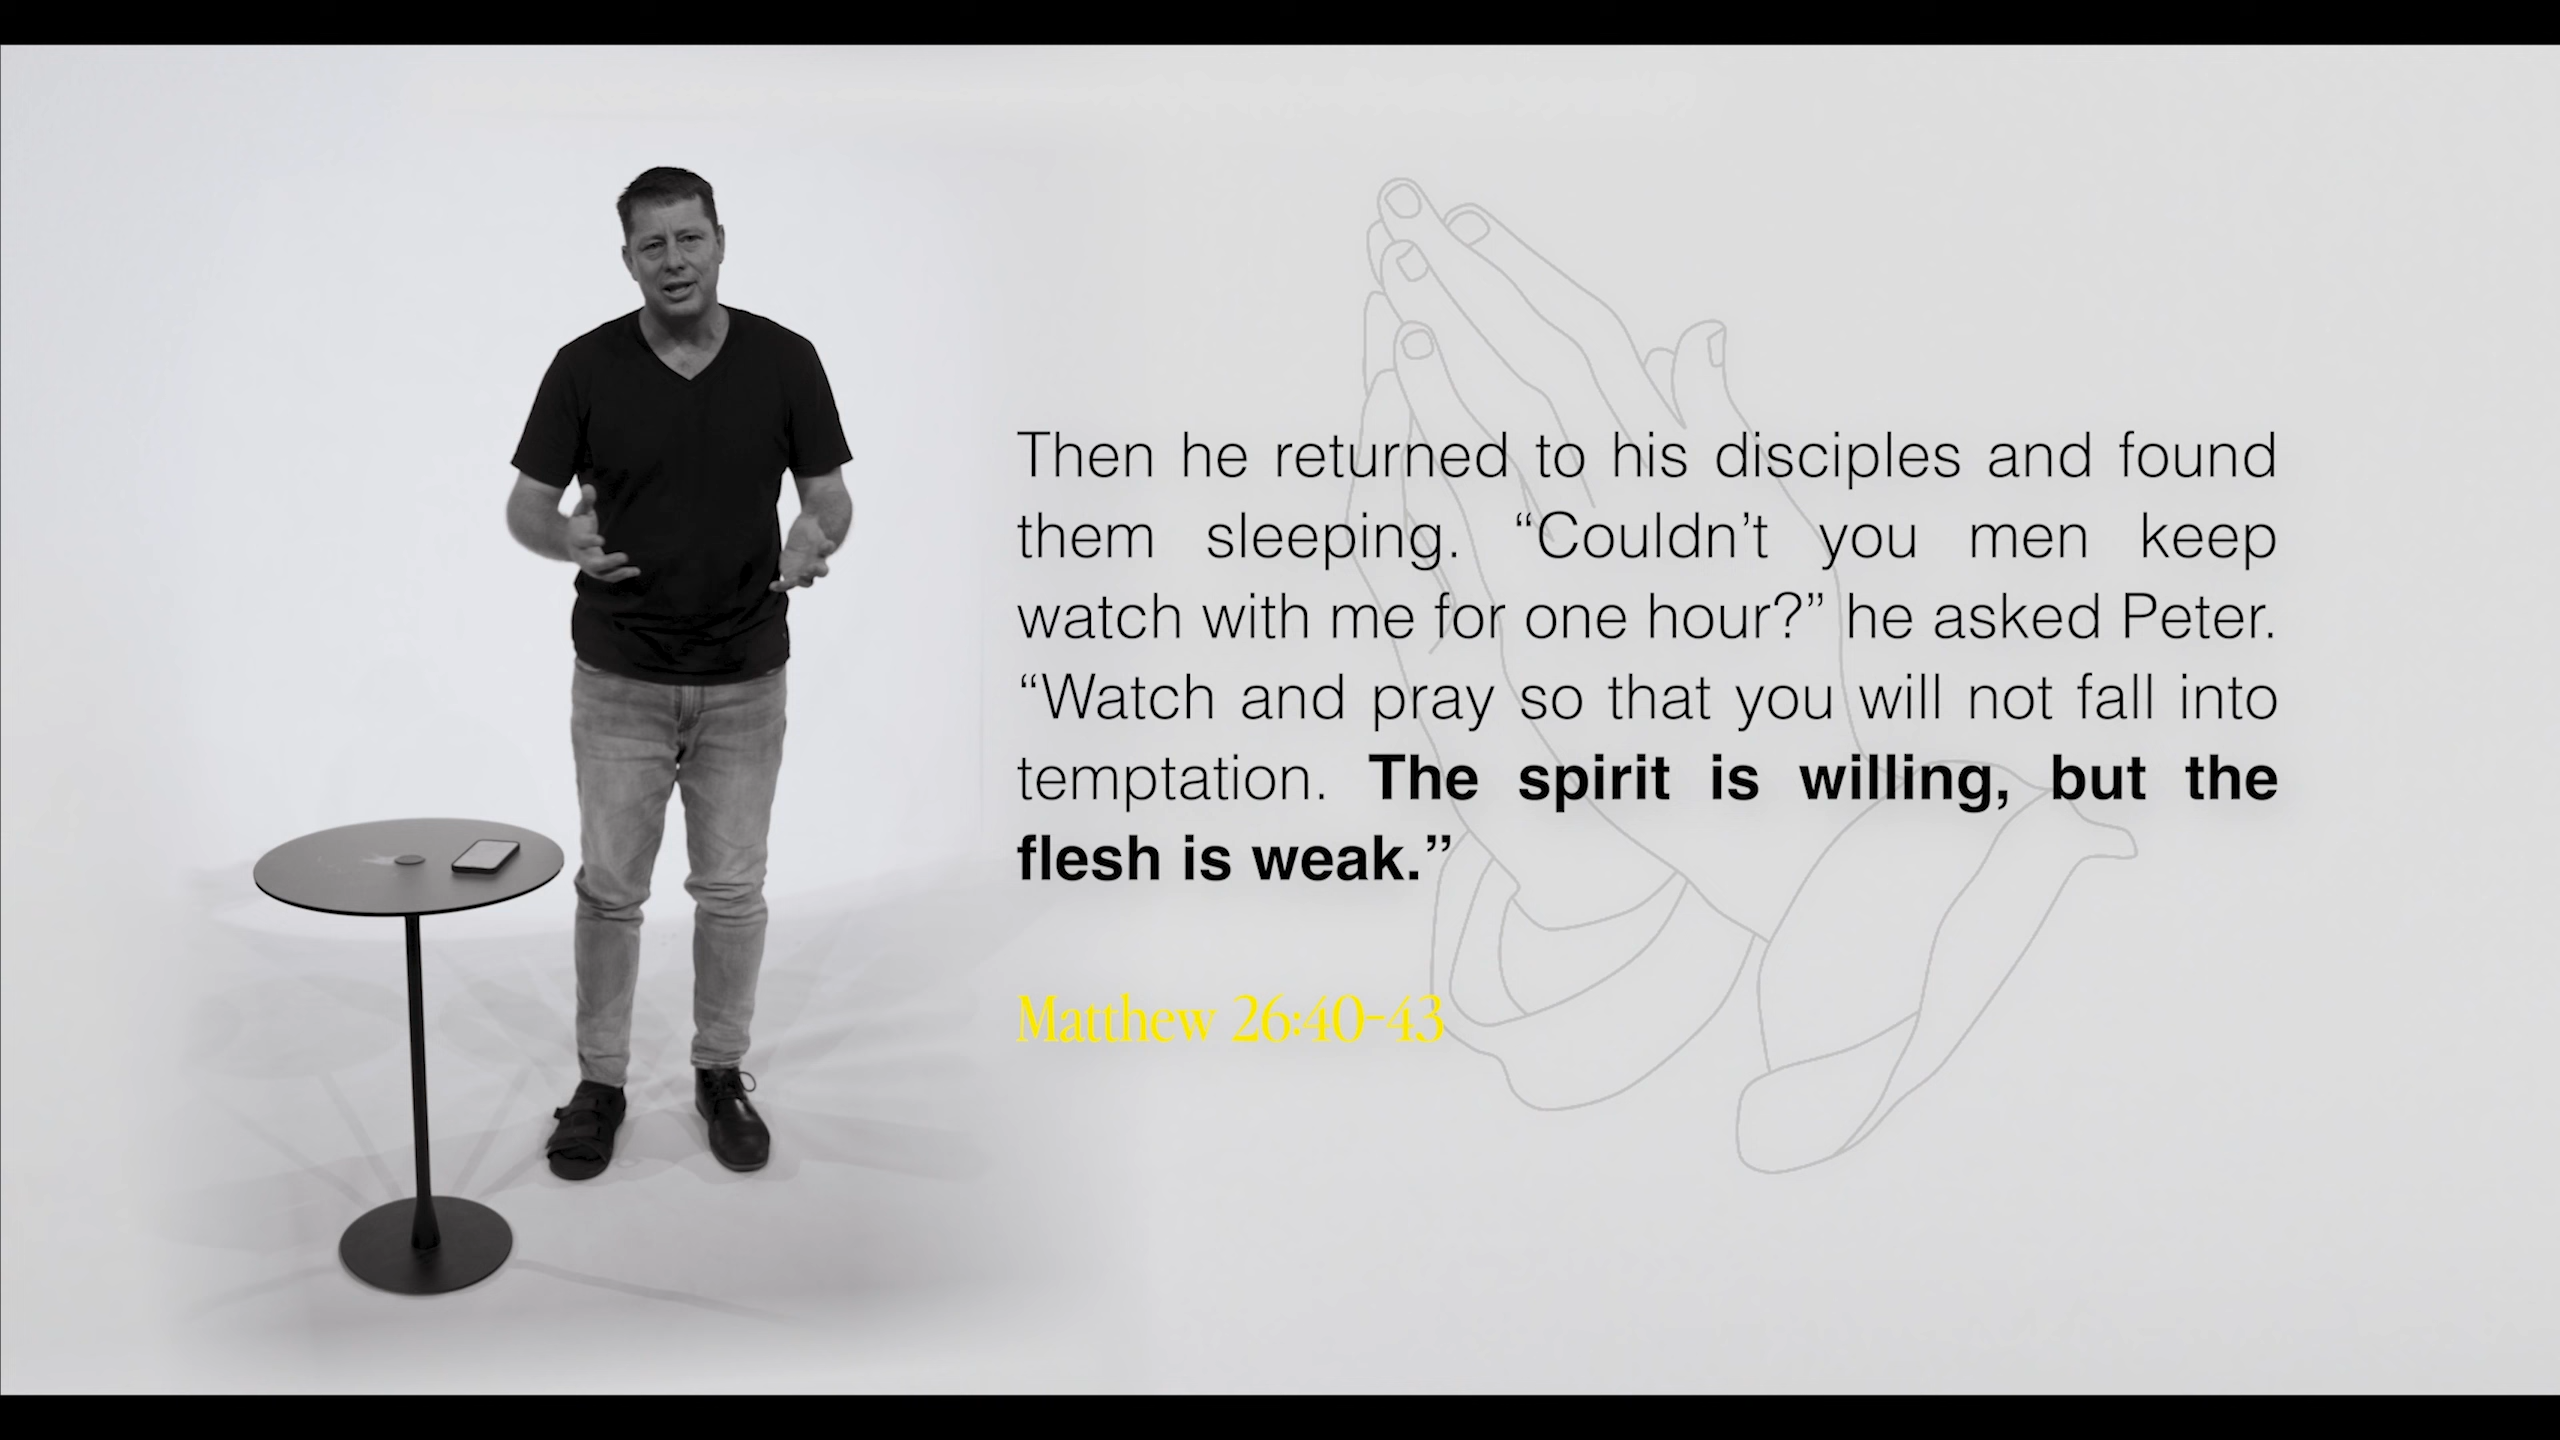 Then he returned to his disciples and found
them sleeping. “Couldn’t you men keep
watch with me for one hour?” he asked Peter.
“Watch and pray so that you will not fall into
temptation. The spirit is willing, but the
flesh is weak.”
Matthew 26:40-43